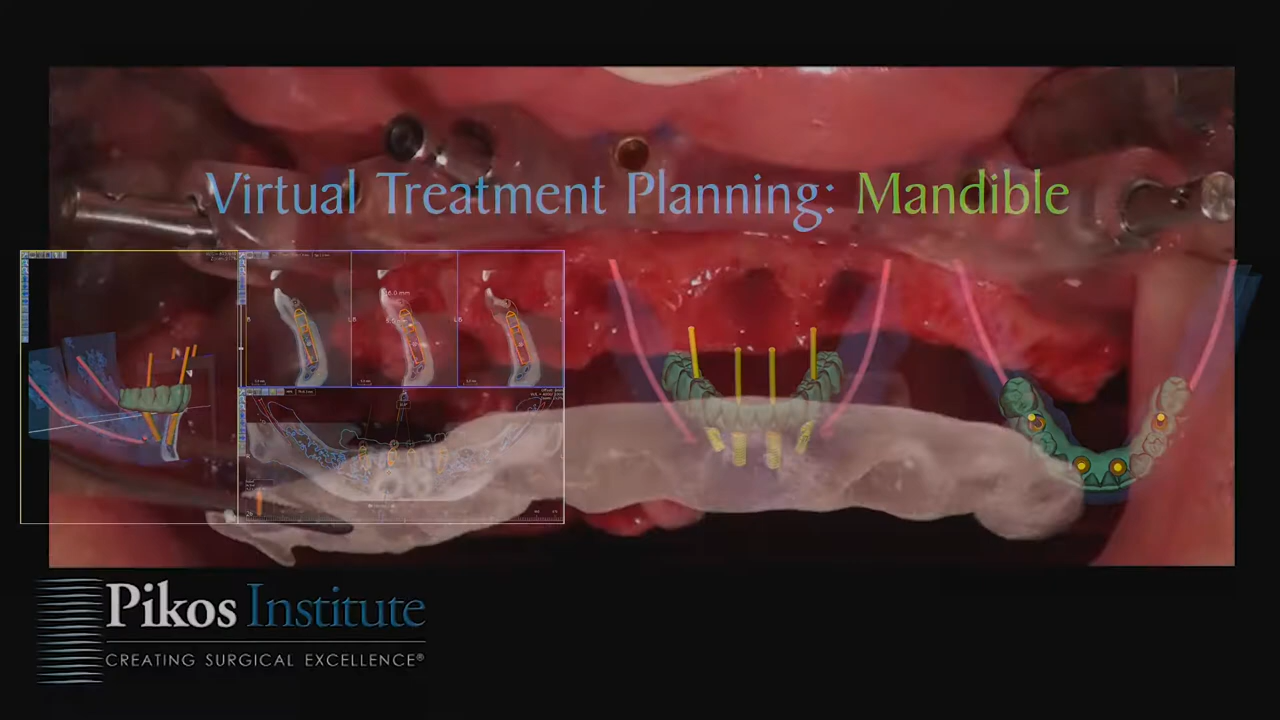 Virtual Treatment Planning: Mandible
Pikos Institute
CREATING SURGICAL EXCELLENCE®